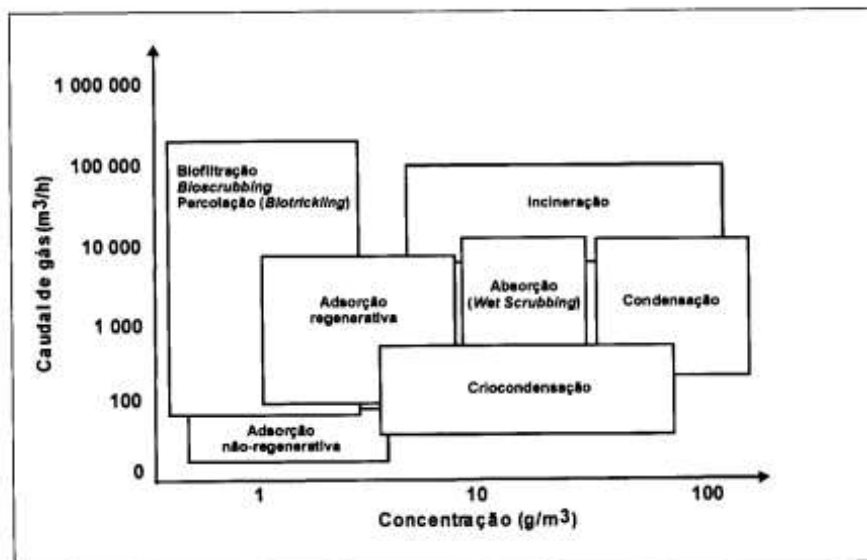 1 000 000
100 000
10 000
1 000
100
0
Caudal de gás (m³/h)
Biofiltração
Bioscrubbing
Percolação (Biotrickling)
Incineração
Adsorção
regenerativa
Absorção
(Wet Scrubbing)
Condensação
Criocondensação
Adsorção
não-regenerativa
1
10
100
Concentração (g/m³)